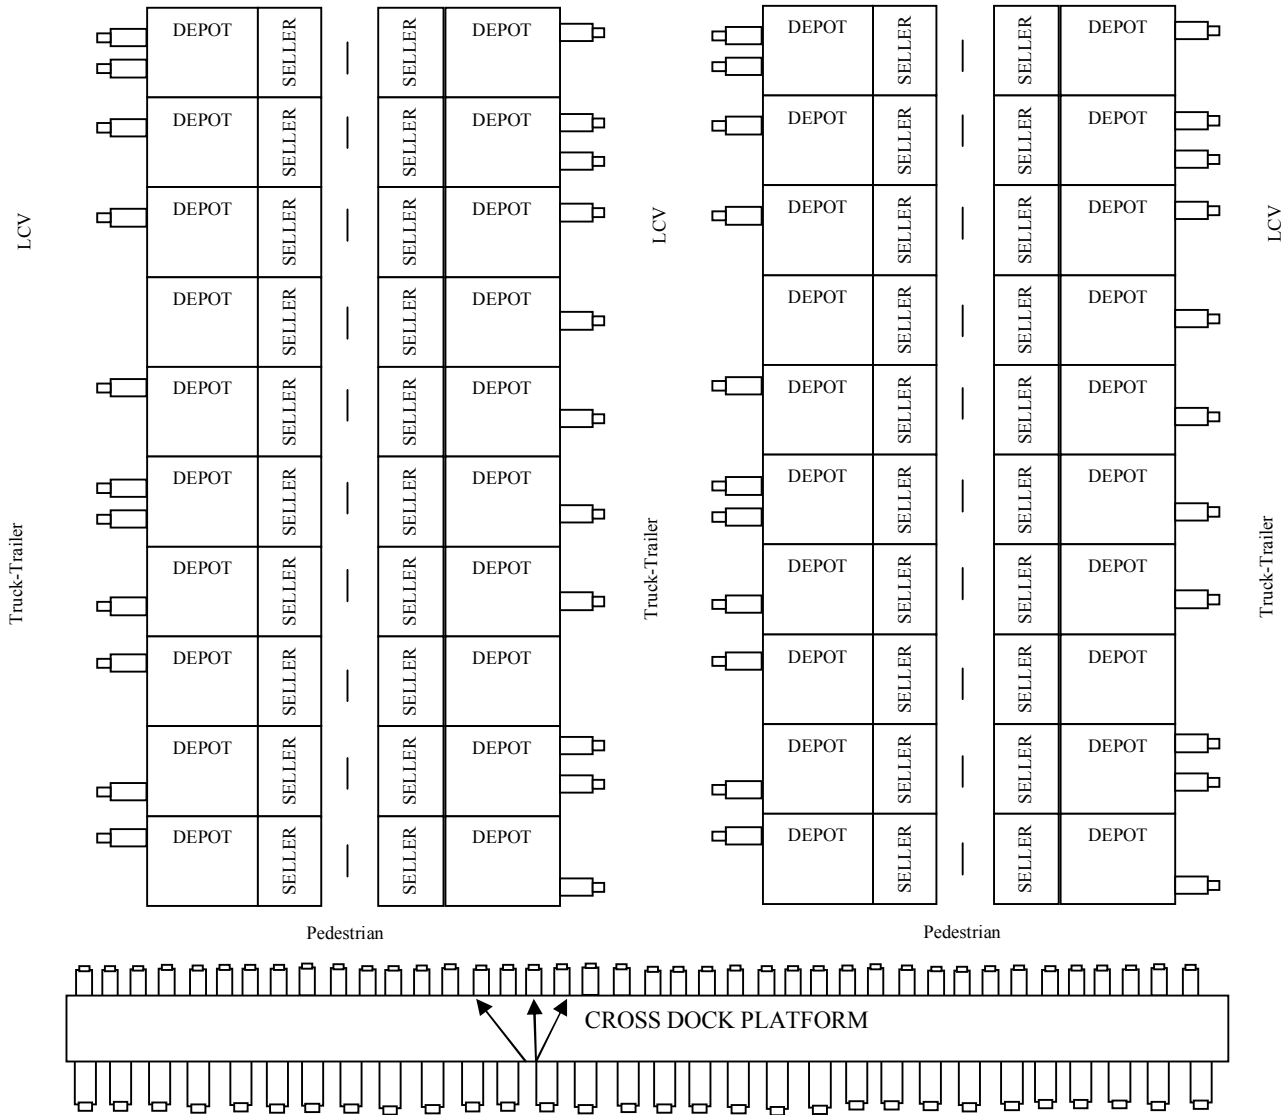 DEPOT SELLER SELLER DEPOT DEPOT SELLER SELLER DEPOT
DEPOT SELLER SELLER DEPOT DEPOT SELLER SELLER DEPOT
LCV DEPOT SELLER SELLER DEPOT LCV DEPOT SELLER SELLER DEPOT LCV
DEPOT SELLER SELLER DEPOT DEPOT SELLER SELLER DEPOT
DEPOT SELLER SELLER DEPOT DEPOT SELLER SELLER DEPOT
DEPOT SELLER SELLER DEPOT DEPOT SELLER SELLER DEPOT
Truck-Trailer DEPOT SELLER SELLER DEPOT Truck-Trailer DEPOT SELLER SELLER DEPOT Truck-Trailer
DEPOT SELLER SELLER DEPOT DEPOT SELLER SELLER DEPOT
DEPOT SELLER SELLER DEPOT DEPOT SELLER SELLER DEPOT
DEPOT SELLER SELLER DEPOT DEPOT SELLER SELLER DEPOT
Pedestrian Pedestrian
CROSS DOCK PLATFORM